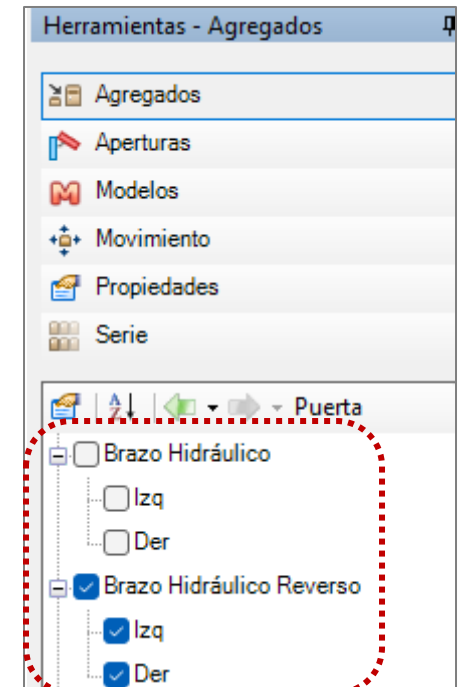 Herramientas - Agregados
Agregados
Aperturas
Modelos
Movimiento
Propiedades
Serie
Puerta
Brazo Hidráulico
Izq
Der
Brazo Hidráulico Reverso
Izq
Der